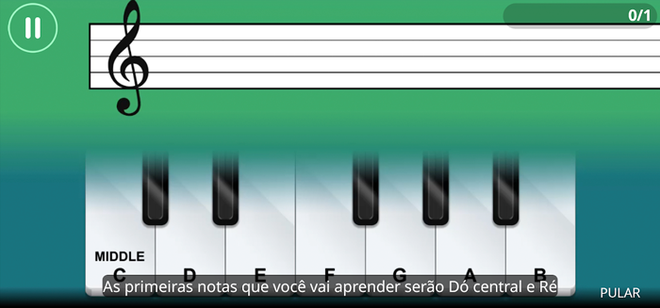 0/1
MIDDLE
C D E F G A B
As primeiras notas que você vai aprender serão Dó central e Ré
PULAR